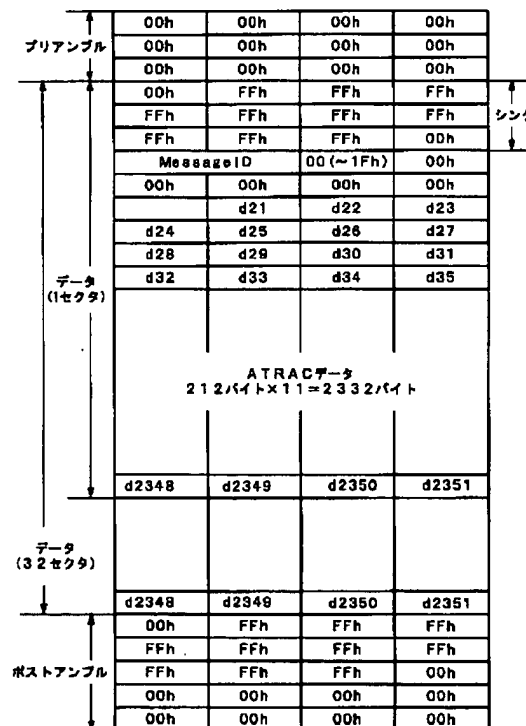 00h 00h 00h 00h
プリアンブル 00h 00h 00h 00h
00h 00h 00h 00h
00h FFh FFh FFh
FFh FFh FFh FFh シンク
FFh FFh FFh 00h
MessageID 00(~1Fh) 00h
00h 00h 00h 00h
d21 d22 d23
d24 d25 d26 d27
d28 d29 d30 d31
データ d32 d33 d34 d35
(1セクタ)
ATRACデータ
212バイト×11=2332バイト
d2348 d2349 d2350 d2351
データ
(32セクタ)
d2348 d2349 d2350 d2351
00h FFh FFh FFh
FFh FFh FFh FFh
ポストアンブル FFh FFh FFh 00h
00h 00h 00h 00h
00h 00h 00h 00h